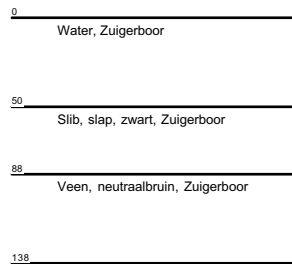 0
Water, Zuigerboor
50
Slib, slap, zwart, Zuigerboor
88
Veen, neutraalbruin, Zuigerboor
138